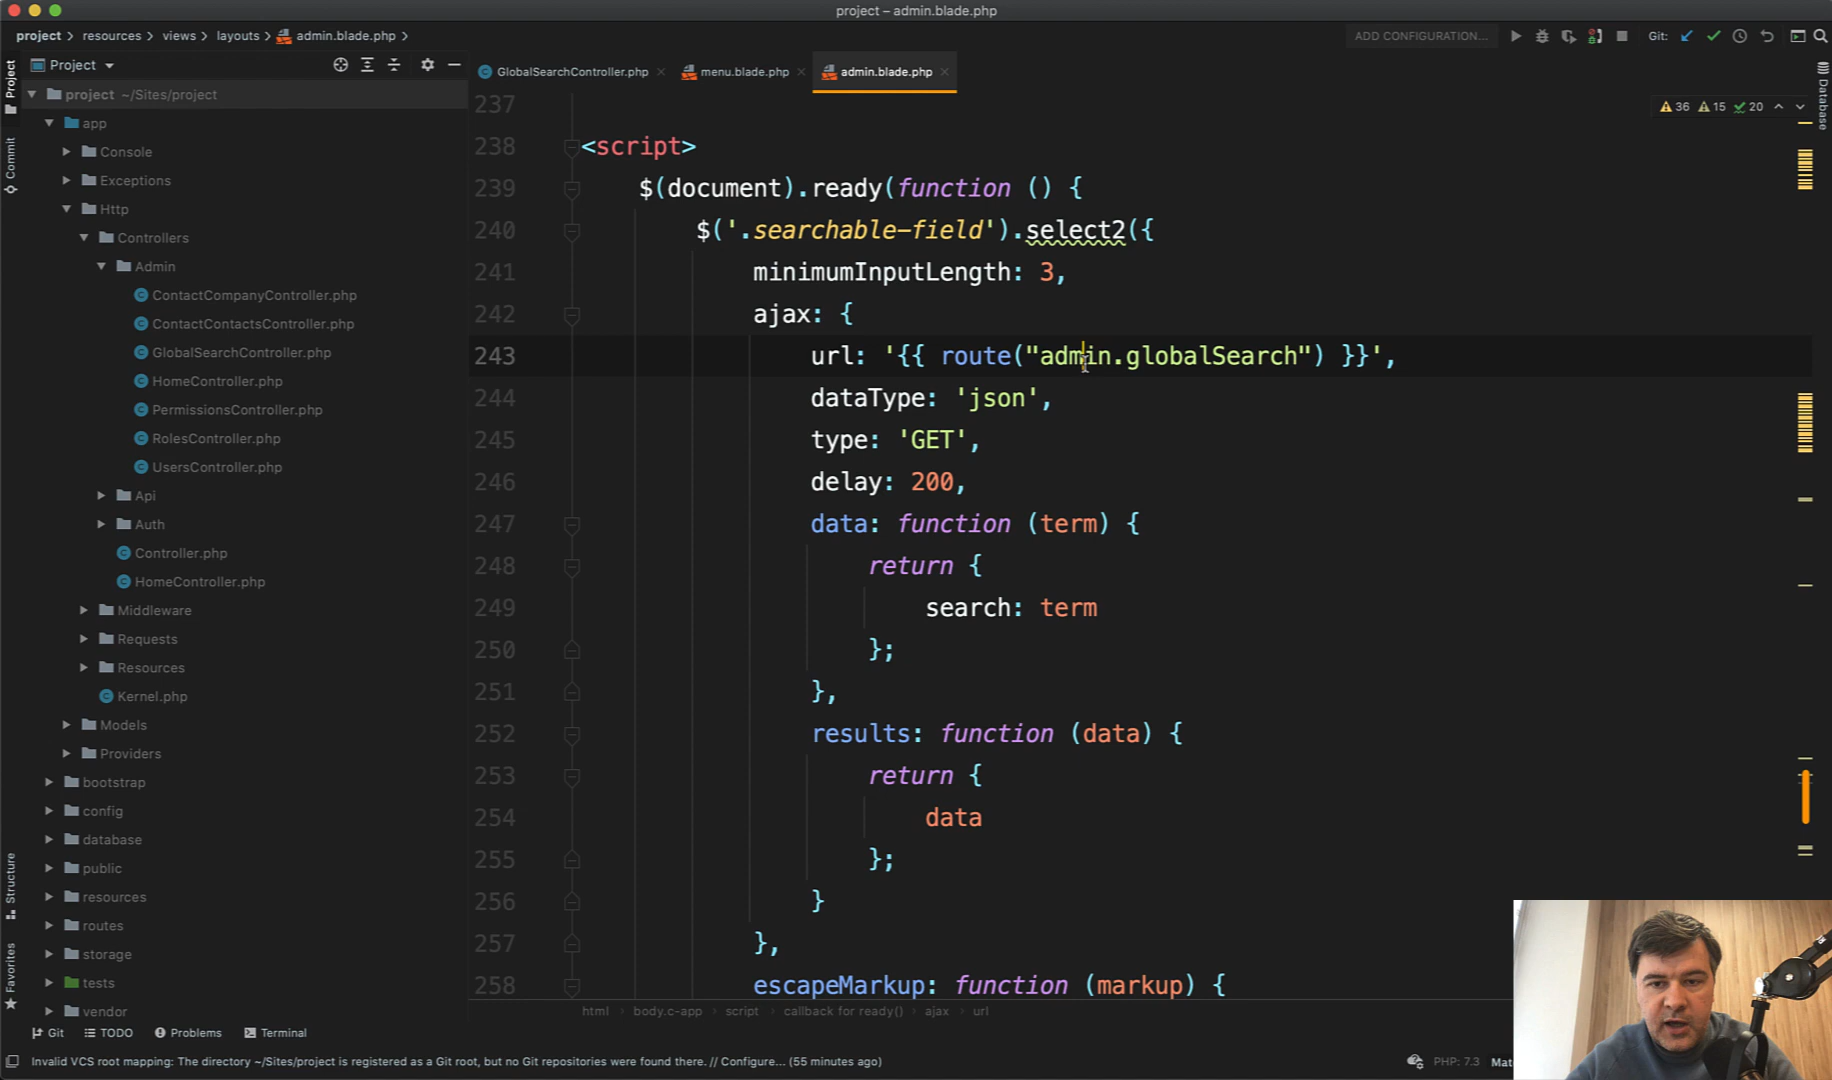 project – admin.blade.php
project
resources
views
layouts
admin.blade.php
ADD CONFIGURATION...
Git:
Project
GlobalSearchController.php
menu.blade.php
admin.blade.php
Project
Commit
Structure
Favorites
Database
project ~/Sites/project
app
Console
Exceptions
Http
Controllers
Admin
ContactCompanyController.php
ContactContactsController.php
GlobalSearchController.php
HomeController.php
PermissionsController.php
RolesController.php
UsersController.php
Api
Auth
Controller.php
HomeController.php
Middleware
Requests
Resources
Kernel.php
Models
Providers
bootstrap
config
database
public
resources
routes
storage
tests
vendor
36 15 20
237
238 <script>
239 $(document).ready(function () {
240 $('.searchable-field').select2({
241 minimumInputLength: 3,
242 ajax: {
243 url: '{{ route("admin.globalSearch") }}',
244 dataType: 'json',
245 type: 'GET',
246 delay: 200,
247 data: function (term) {
248 return {
249 search: term
250 };
251 },
252 results: function (data) {
253 return {
254 data
255 };
256 }
257 },
258 escapeMarkup: function (markup) {
html
body.c-app
script
callback for ready()
ajax
url
Git
TODO
Problems
Terminal
Invalid VCS root mapping: The directory ~/Sites/project is registered as a Git root, but no Git repositories were found there. // Configure... (55 minutes ago)
PHP: 7.3
Mat